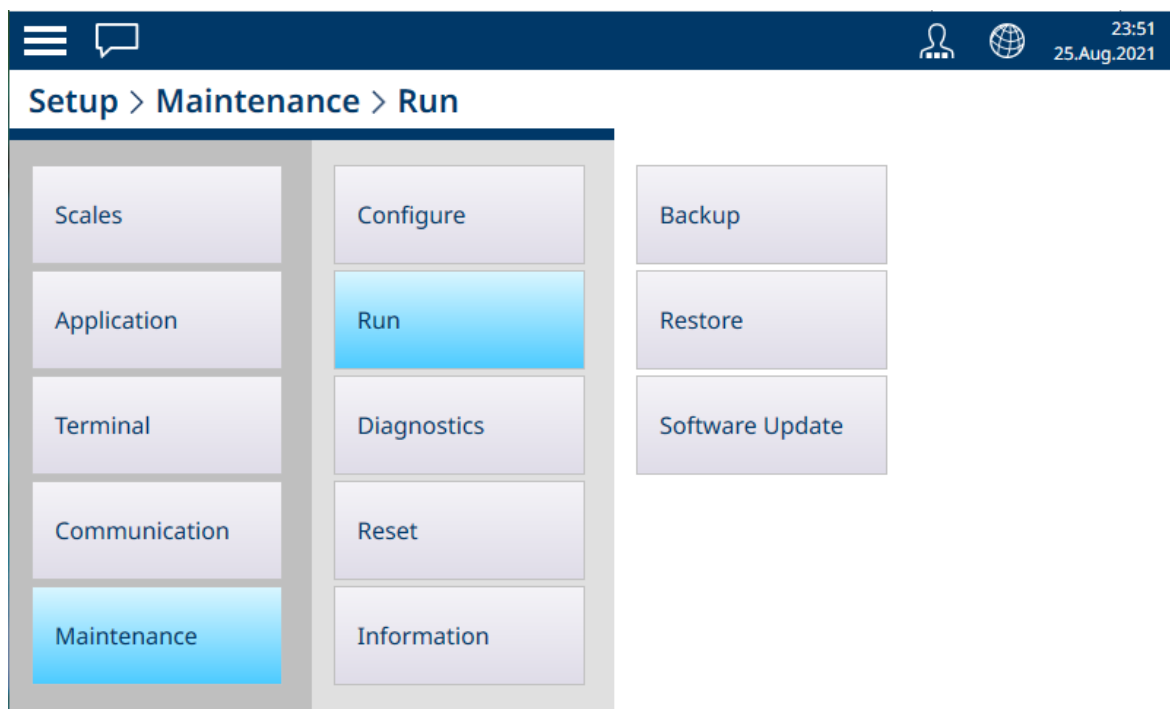 23:51
25.Aug.2021
Setup > Maintenance > Run
Scales
Configure
Backup
Application
Run
Restore
Terminal
Diagnostics
Software Update
Communication
Reset
Maintenance
Information